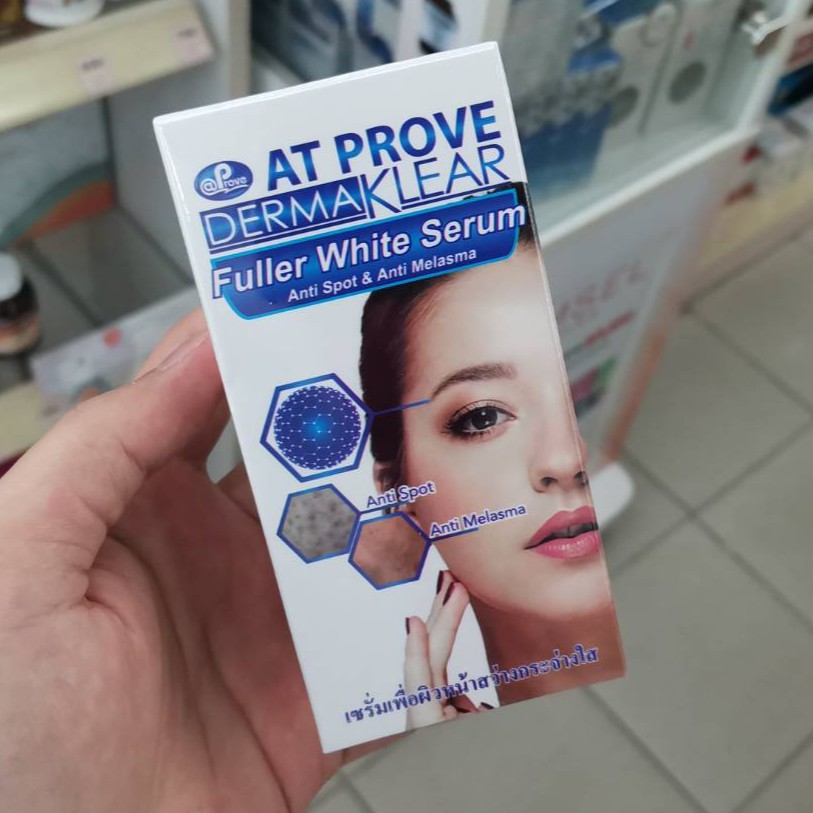 @Prove
AT PROVE
DERMAKLEAR
Fuller White Serum
Anti Spot & Anti Melasma
Anti Spot
Anti Melasma
เซรั่มเพื่อผิวหน้าสว่างกระจ่างใส